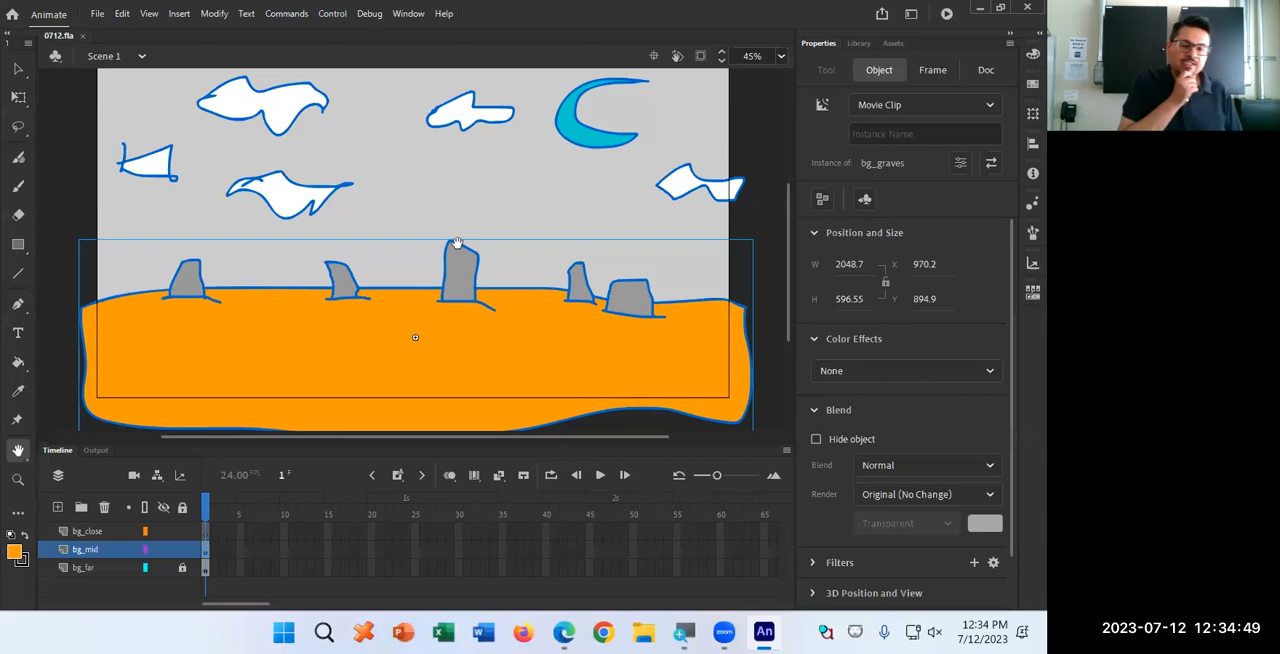 Animate
File Edit View Insert Modify Text Commands Control Debug Window Help
0712.fla ×
Scene 1
45%
Properties Library Assets
Tool Object Frame Doc
Movie Clip
Instance Name
Instance of: bg_graves
Position and Size
W 2048.7 X 970.2
H 596.55 Y 894.9
Color Effects
None
Blend
Hide object
Blend Normal
Render Original (No Change)
Transparent
Filters
3D Position and View
Timeline Output
24.00 FPS 1 F
1s 2s
5 10 15 20 25 30 35 40 45 50 55 60 65
bg_close
bg_mid
bg_far
zoom
An
12:34 PM
7/12/2023
2023-07-12 12:34:49